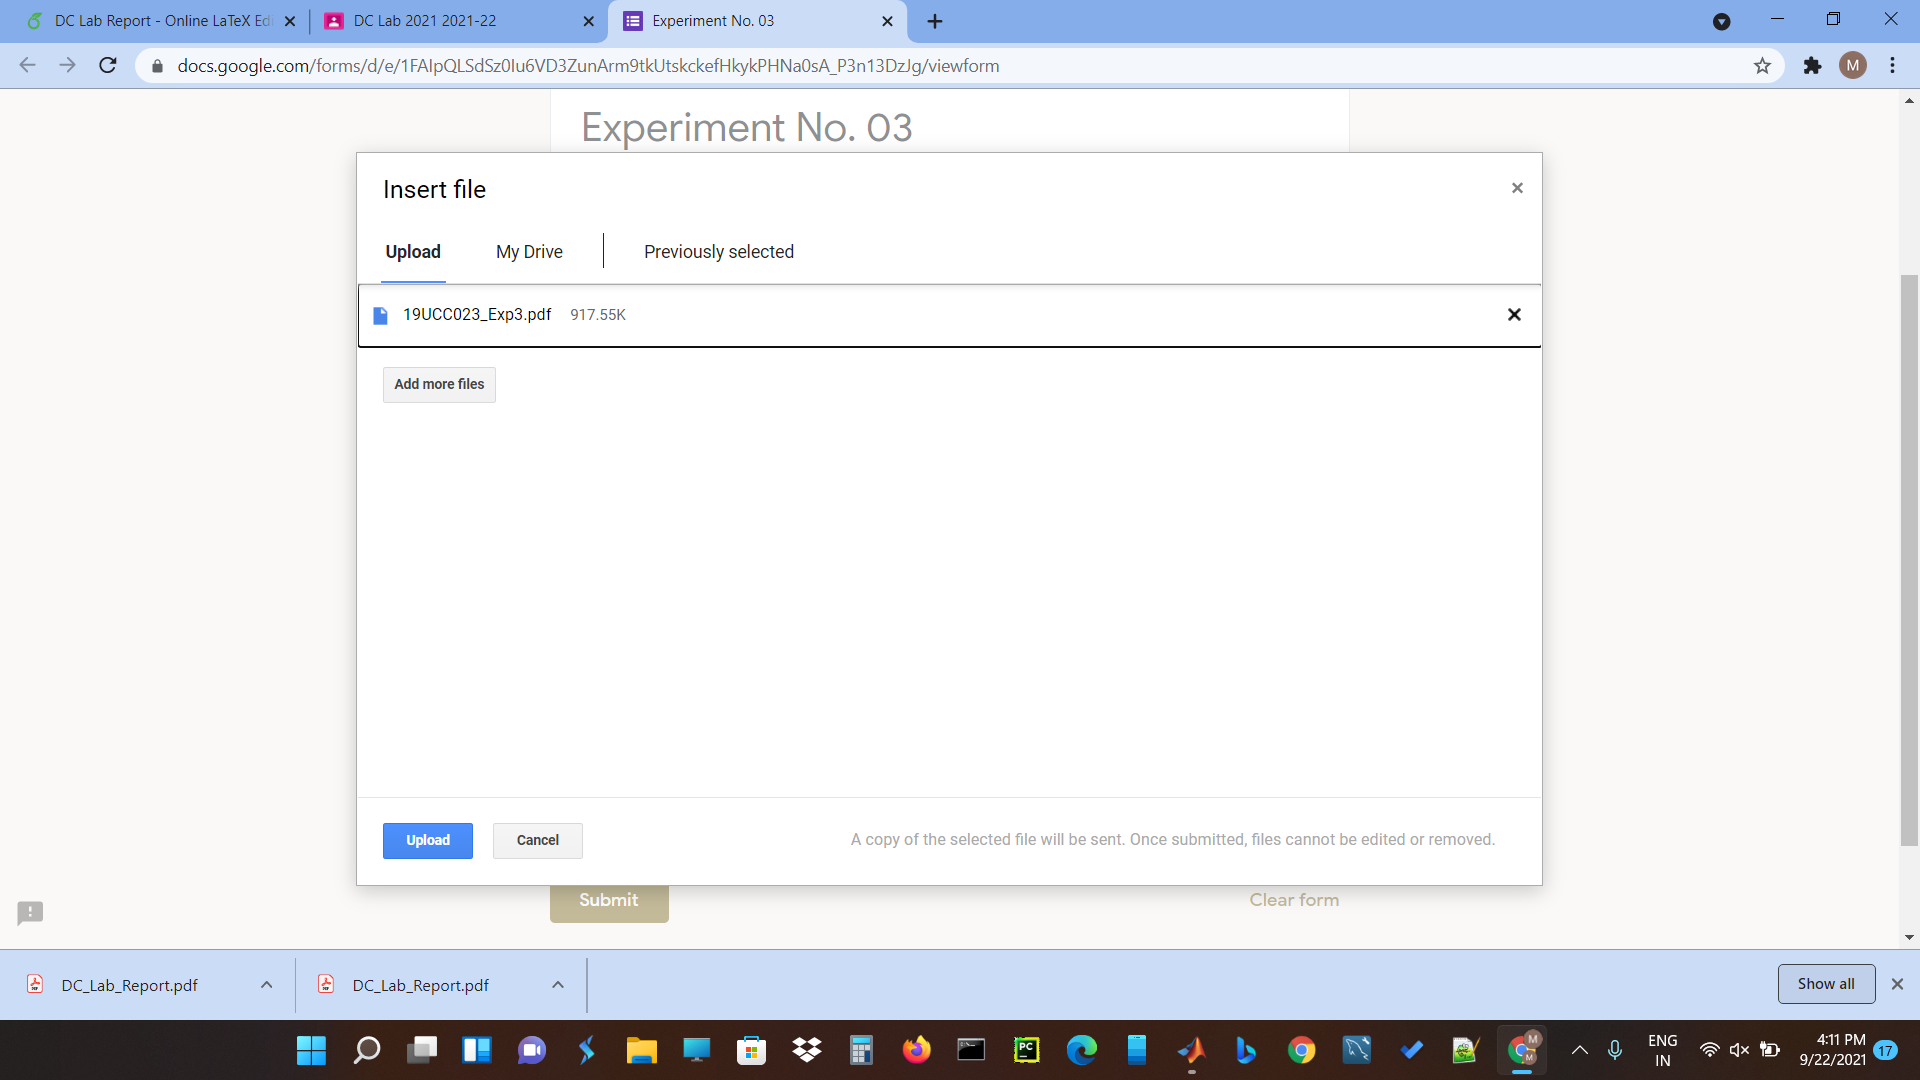 DC Lab Report - Online LaTeX Edi
DC Lab 2021 2021-22
Experiment No. 03
docs.google.com/forms/d/e/1FAIpQLSdSz0Iu6VD3ZunArm9tkUtskckefHkykPHNa0sA_P3n13DzJg/viewform
M
Experiment No. 03
Insert file
Upload
My Drive
Previously selected
19UCC023_Exp3.pdf 917.55K
Add more files
Upload
Cancel
A copy of the selected file will be sent. Once submitted, files cannot be edited or removed.
Submit
Clear form
DC_Lab_Report.pdf
DC_Lab_Report.pdf
Show all
PC
M
M
ENG
IN
4:11 PM
9/22/2021
17